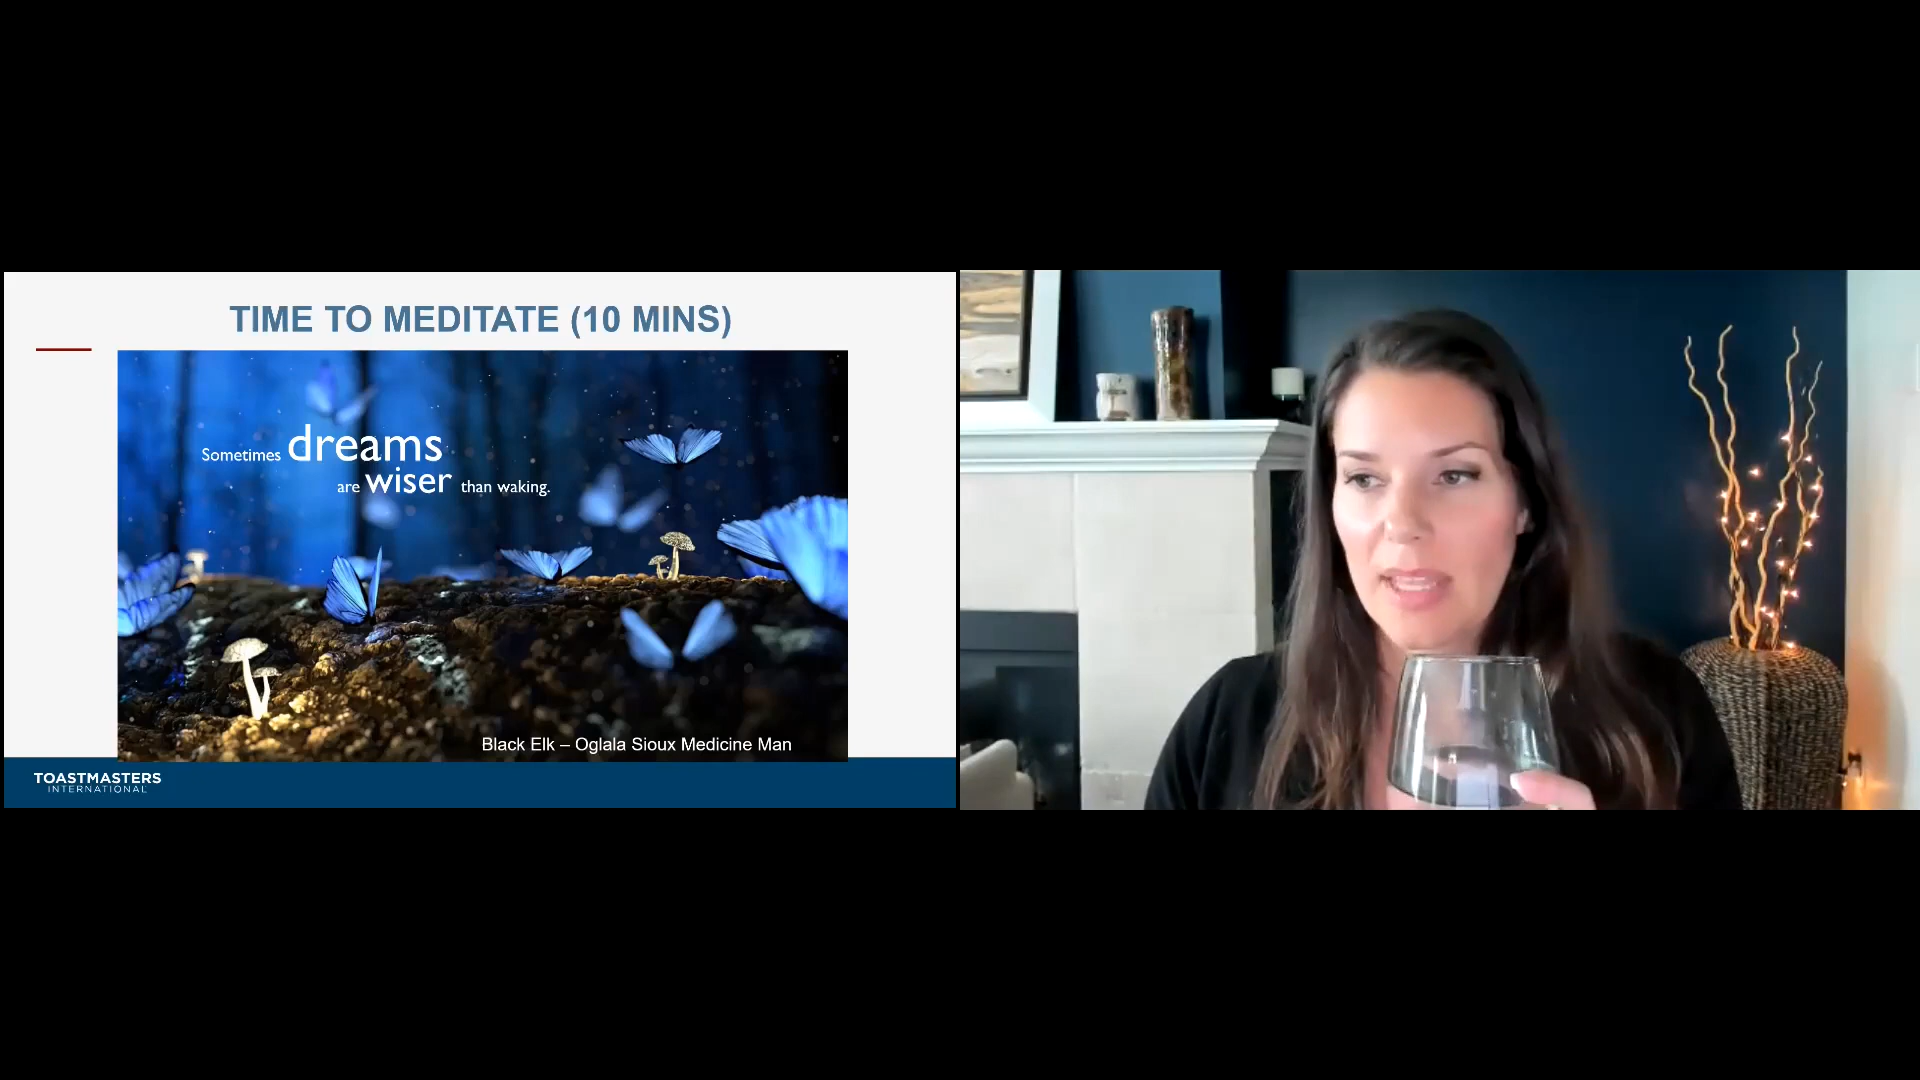 TIME TO MEDITATE (10 MINS)
Sometimes dreams
are wiser than waking.
Black Elk – Oglala Sioux Medicine Man
TOASTMASTERS
INTERNATIONAL